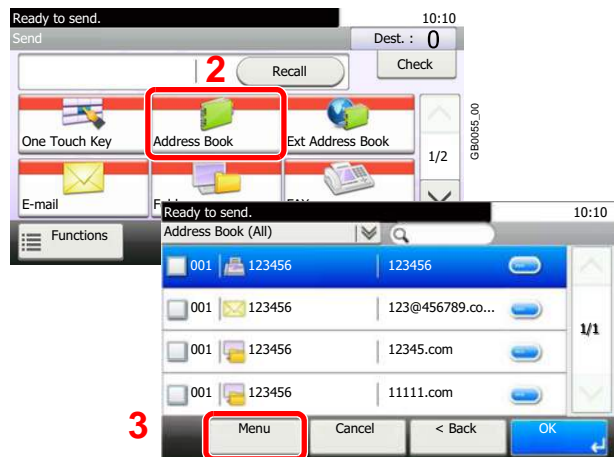 Ready to send.
10:10
Send
Dest. : 0
2
Recall
Check
One Touch Key
Address Book
Ext Address Book
1/2
GB0055_00
E-mail
Functions
Ready to send.
10:10
Address Book (All)
001 123456 123456
001 123456 123@456789.co...
1/1
001 123456 12345.com
001 123456 11111.com
3
Menu
Cancel
< Back
OK